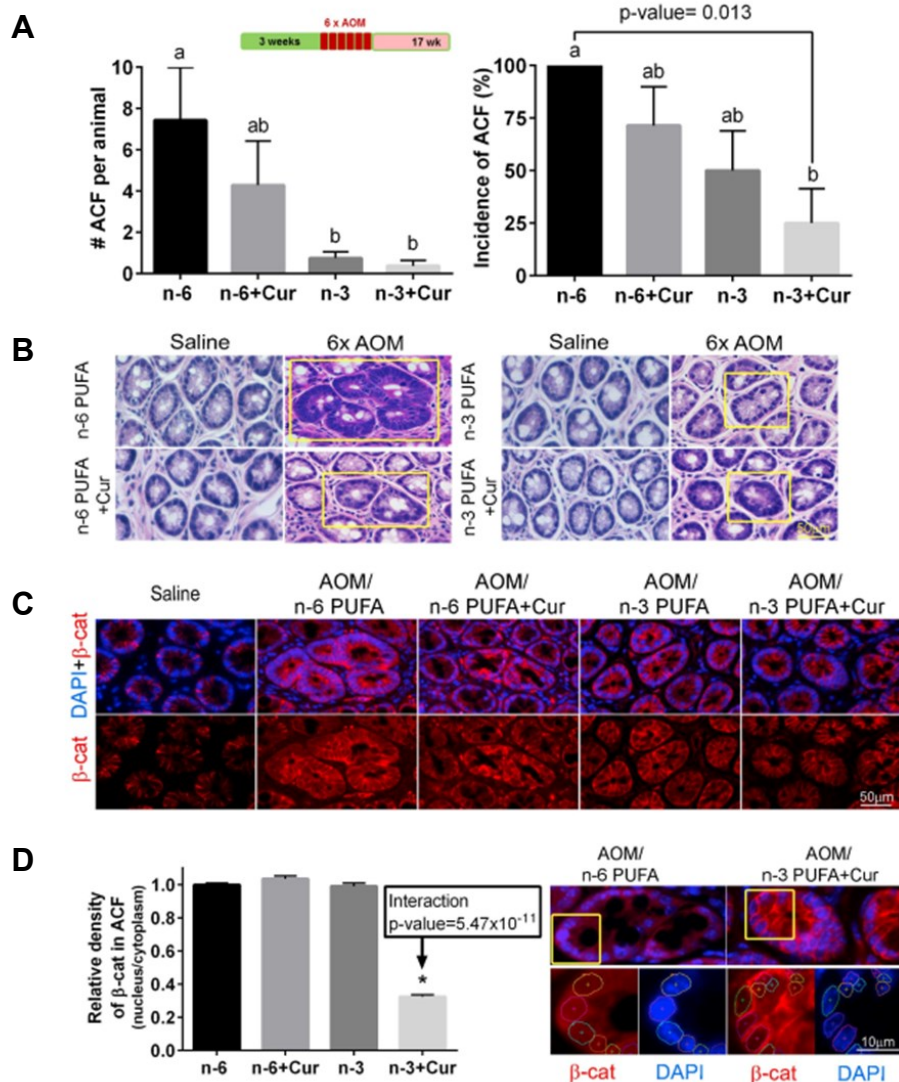 A
6 x AOM
3 weeks
17 wk
# ACF per animal
10
8
6
4
2
0
a
ab
b
b
n-6
n-6+Cur
n-3
n-3+Cur
p-value= 0.013
Incidence of ACF (%)
100
75
50
25
0
a
ab
ab
b
n-6
n-6+Cur
n-3
n-3+Cur
B
Saline
6x AOM
n-6 PUFA
n-6 PUFA
+Cur
Saline
6x AOM
n-3 PUFA
n-3 PUFA
+Cur
50μm
C
Saline
AOM/
n-6 PUFA
AOM/
n-6 PUFA+Cur
AOM/
n-3 PUFA
AOM/
n-3 PUFA+Cur
DAPI+β-cat
β-cat
50μm
D
Relative density
of β-cat in ACF
(nucleus/cytoplasm)
1.0
0.8
0.6
0.4
0.2
0.0
Interaction
p-value=5.47x10-11
*
n-6
n-6+Cur
n-3
n-3+Cur
AOM/
n-6 PUFA
AOM/
n-3 PUFA+Cur
10μm
β-cat
DAPI
β-cat
DAPI